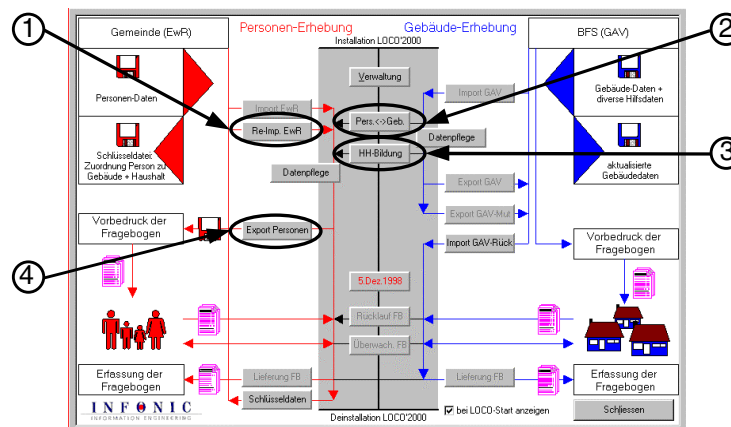 1
2
3
4
Gemeinde (EwR)
Personen-Erhebung
Gebäude-Erhebung
BFS (GAV)
Installation LOCO'2000
Personen-Daten
Verwaltung
Import GAV
Gebäude-Daten +
diverse Hilfsdaten
Import EwR
Re-Imp. EwR
Pers.<->Geb.
Datenpflege
HH-Bildung
Schlüsseldatei:
Zuordnung Person zu
Gebäude + Haushalt
aktualisierte
Gebäudedaten
Datenpflege
Export GAV
Export GAV-Mut
Vorbedruck der
Fragebogen
Export Personen
Import GAV-Rück
Vorbedruck der
Fragebogen
5.Dez.1998
Rücklauf FB
Überwach. FB
Erfassung der
Fragebogen
Lieferung FB
Lieferung FB
Erfassung der
Fragebogen
Schlüsseldaten
INFONIC
INFORMATION ENGINEERING
Deinstallation LOCO'2000
bei LOCO-Start anzeigen
Schliessen